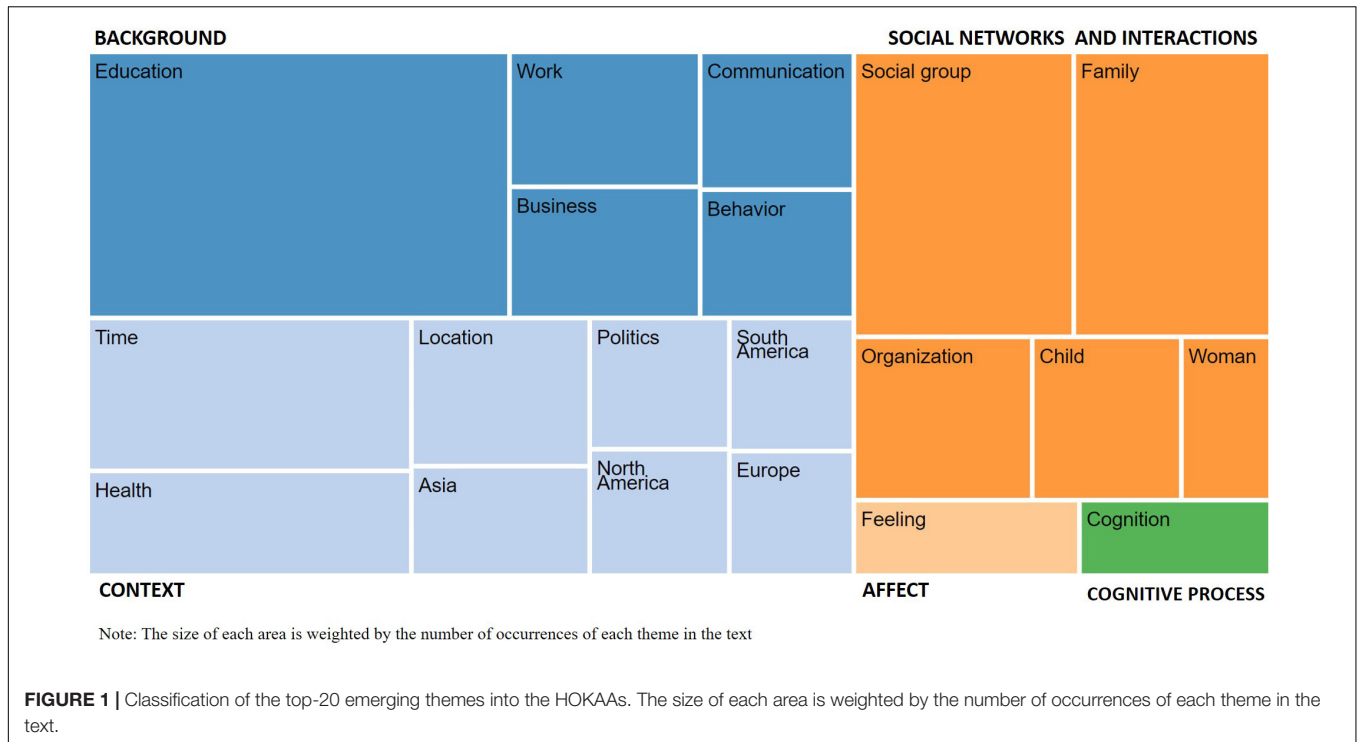 BACKGROUND
SOCIAL NETWORKS AND INTERACTIONS
Education
Work
Communication
Social group
Family
Business
Behavior
Time
Location
Politics
South
America
Organization
Child
Woman
Health
Asia
North
America
Europe
Feeling
Cognition
CONTEXT
AFFECT
COGNITIVE PROCESS
Note: The size of each area is weighted by the number of occurrences of each theme in the text
FIGURE 1 | Classification of the top-20 emerging themes into the HOKAAs. The size of each area is weighted by the number of occurrences of each theme in the
text.